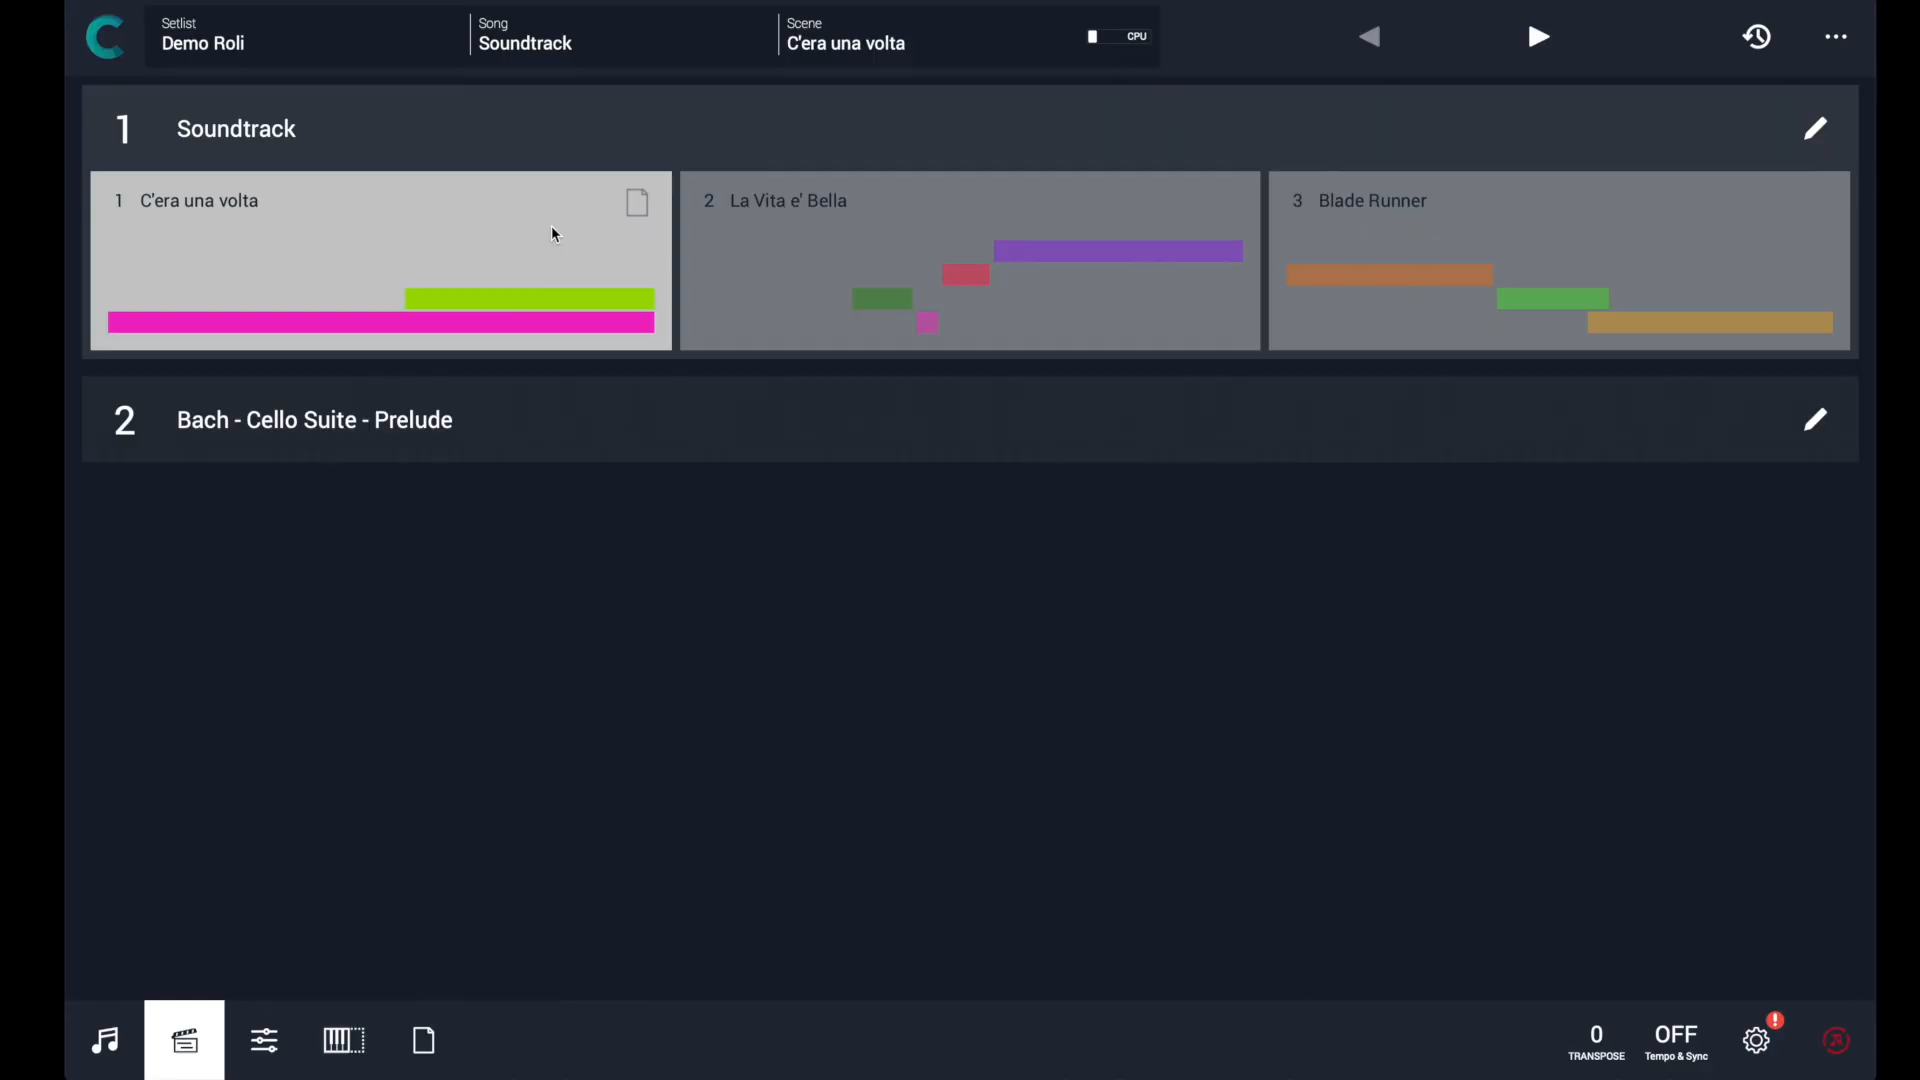 Setlist
Demo Roli
Song
Soundtrack
Scene
C'era una volta
CPU
1 Soundtrack
1 C'era una volta
2 La Vita e' Bella
3 Blade Runner
2 Bach - Cello Suite - Prelude
0
TRANSPOSE
OFF
Tempo & Sync